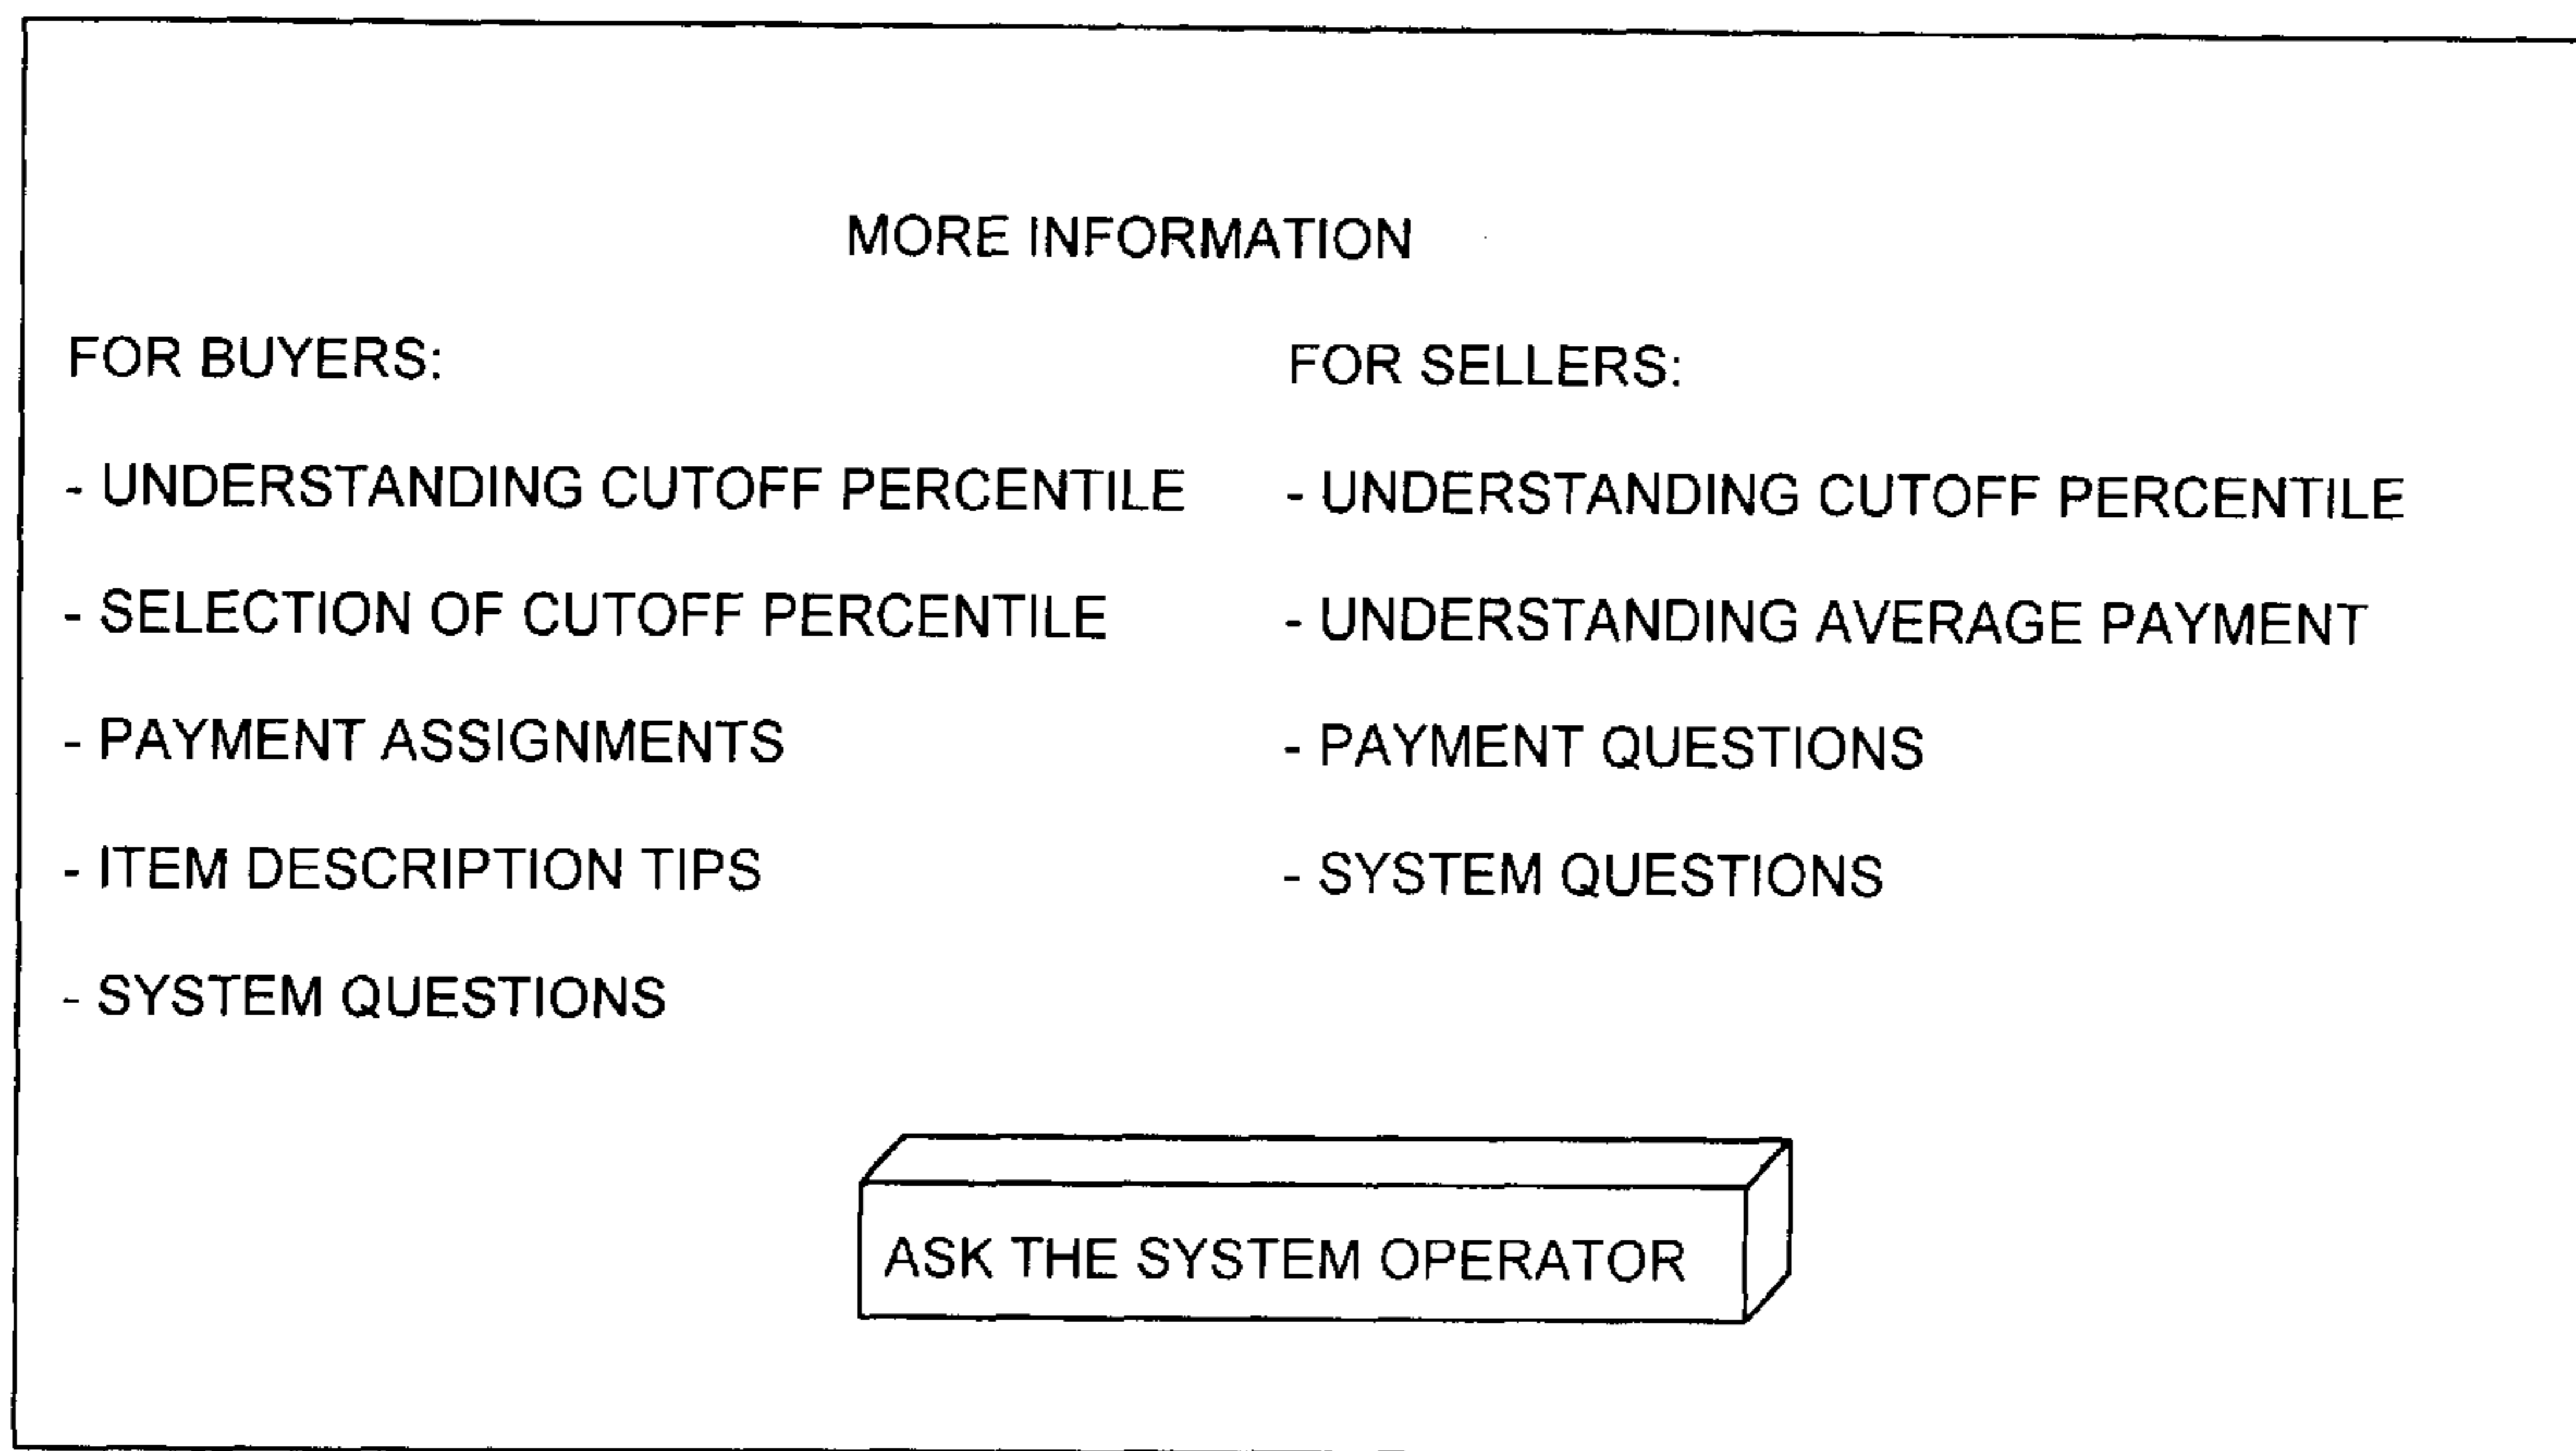 MORE INFORMATION
FOR BUYERS:
- UNDERSTANDING CUTOFF PERCENTILE
- SELECTION OF CUTOFF PERCENTILE
- PAYMENT ASSIGNMENTS
- ITEM DESCRIPTION TIPS
- SYSTEM QUESTIONS
FOR SELLERS:
- UNDERSTANDING CUTOFF PERCENTILE
- UNDERSTANDING AVERAGE PAYMENT
- PAYMENT QUESTIONS
- SYSTEM QUESTIONS
ASK THE SYSTEM OPERATOR